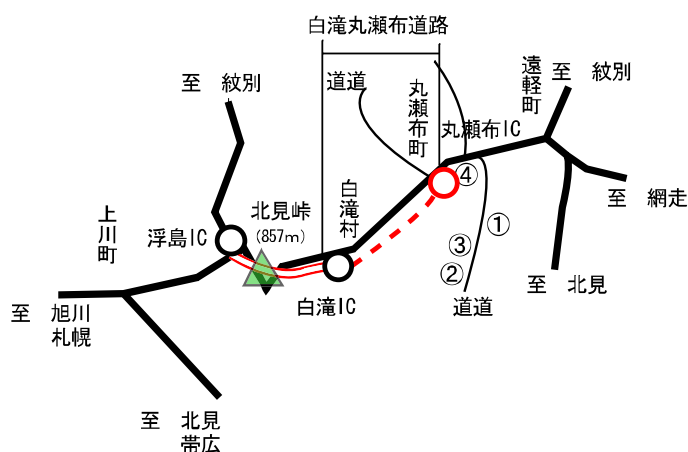 白滝丸瀬布道路
至 紋別
道道
丸瀬布町
丸瀬布IC
遠軽町
至 紋別
④
至 網走
①
③
②
道道
至 北見
白滝村
北見峠
(857m)
浮島IC
上川町
白滝IC
至 旭川
札幌
至 北見
帯広